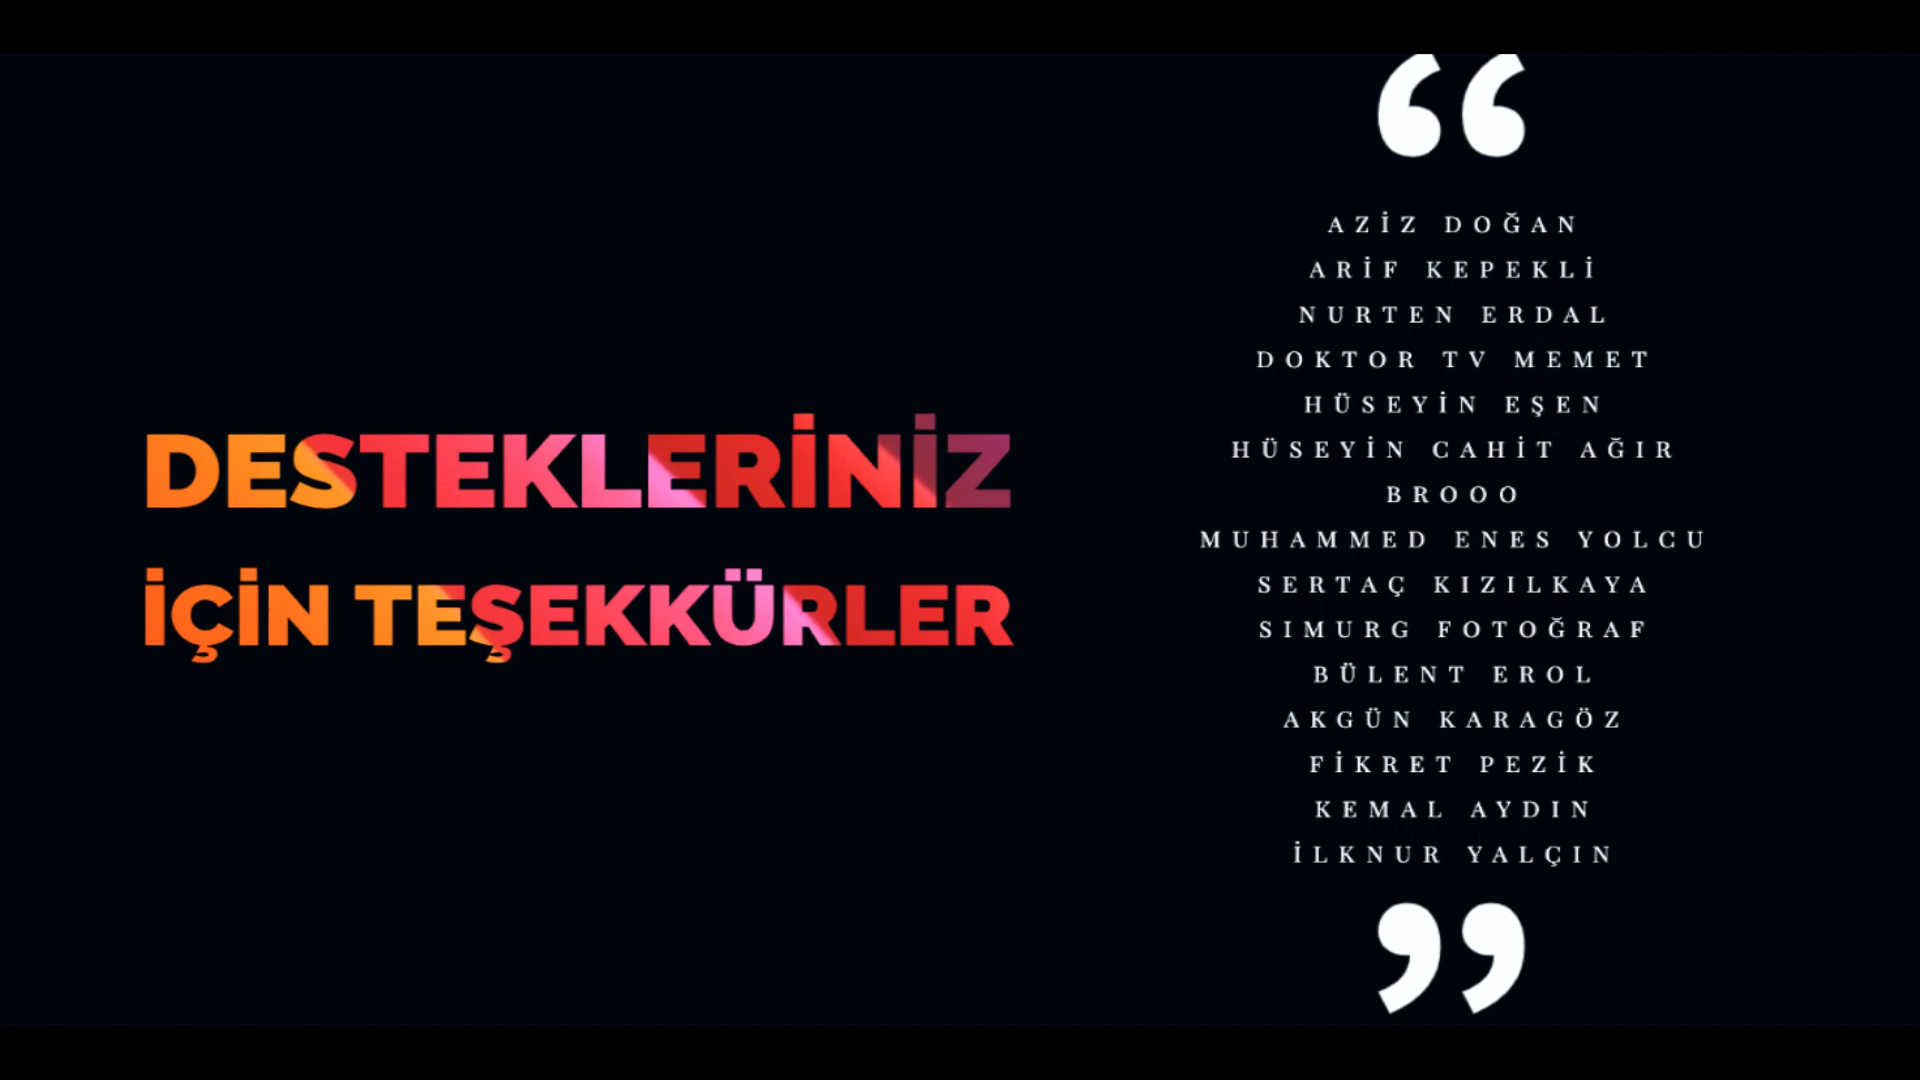 DESTEKLERİNİZ
İÇİN TEŞEKKÜRLER
“
AZİZ DOĞAN
ARİF KEPEKLİ
NURTEN ERDAL
DOKTOR TV MEMET
HÜSEYİN EŞEN
HÜSEYİN CAHİT AĞIR
BROOO
MUHAMMED ENES YOLCU
SERTAÇ KIZILKAYA
SIMURG FOTOĞRAF
BÜLENT EROL
AKGÜN KARAGÖZ
FİKRET PEZİK
KEMAL AYDIN
İLKNUR YALÇIN
”